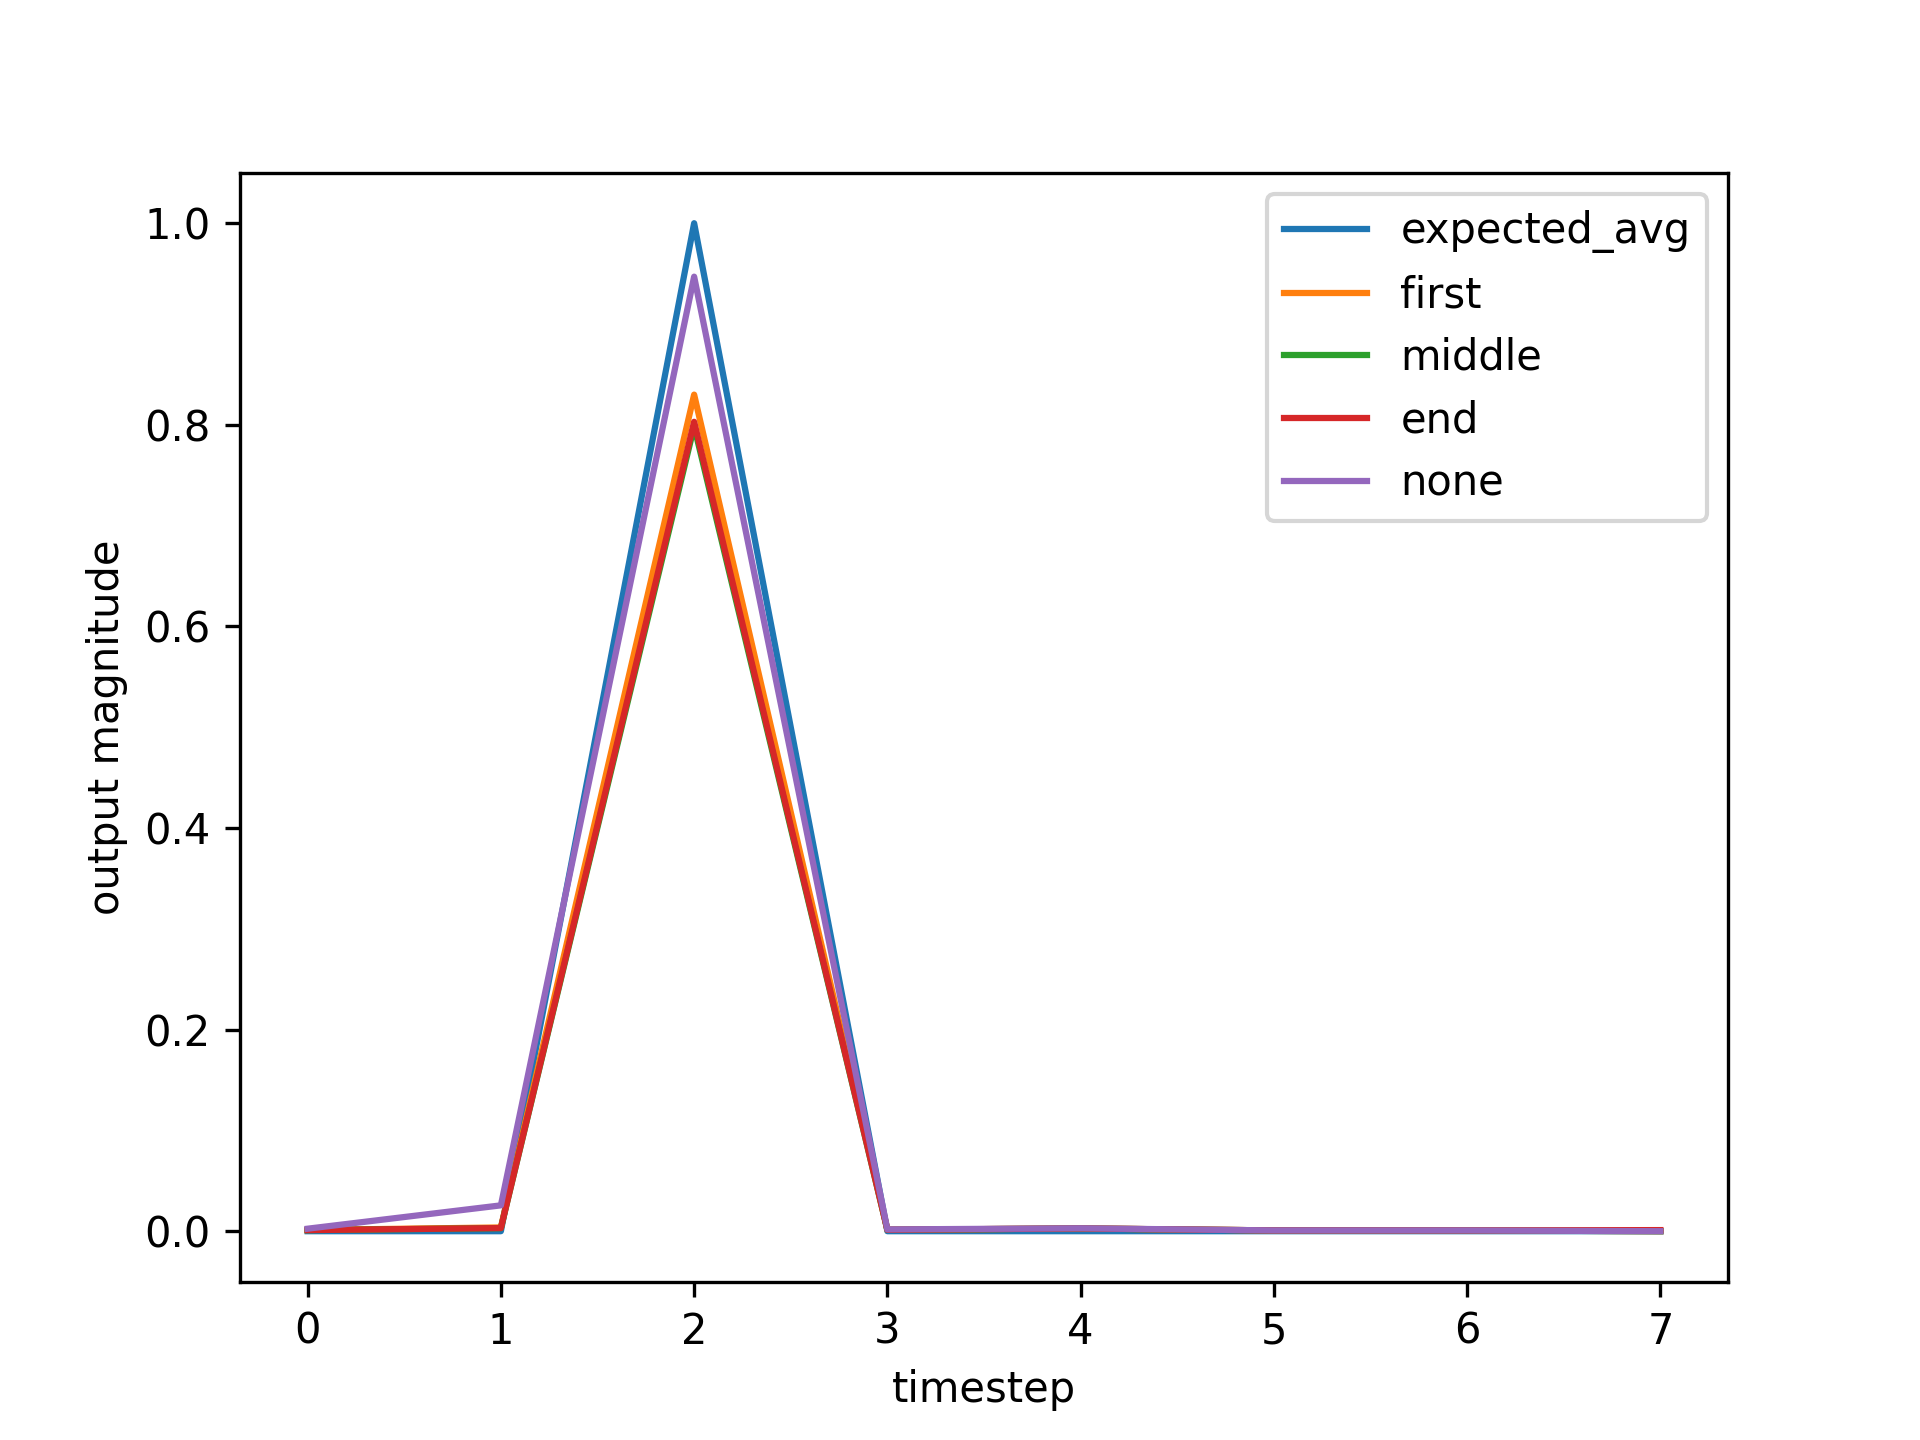 1.0
0.8
0.6
0.4
0.2
0.0
output magnitude
0 1 2 3 4 5 6 7
timestep
expected_avg
first
middle
end
none